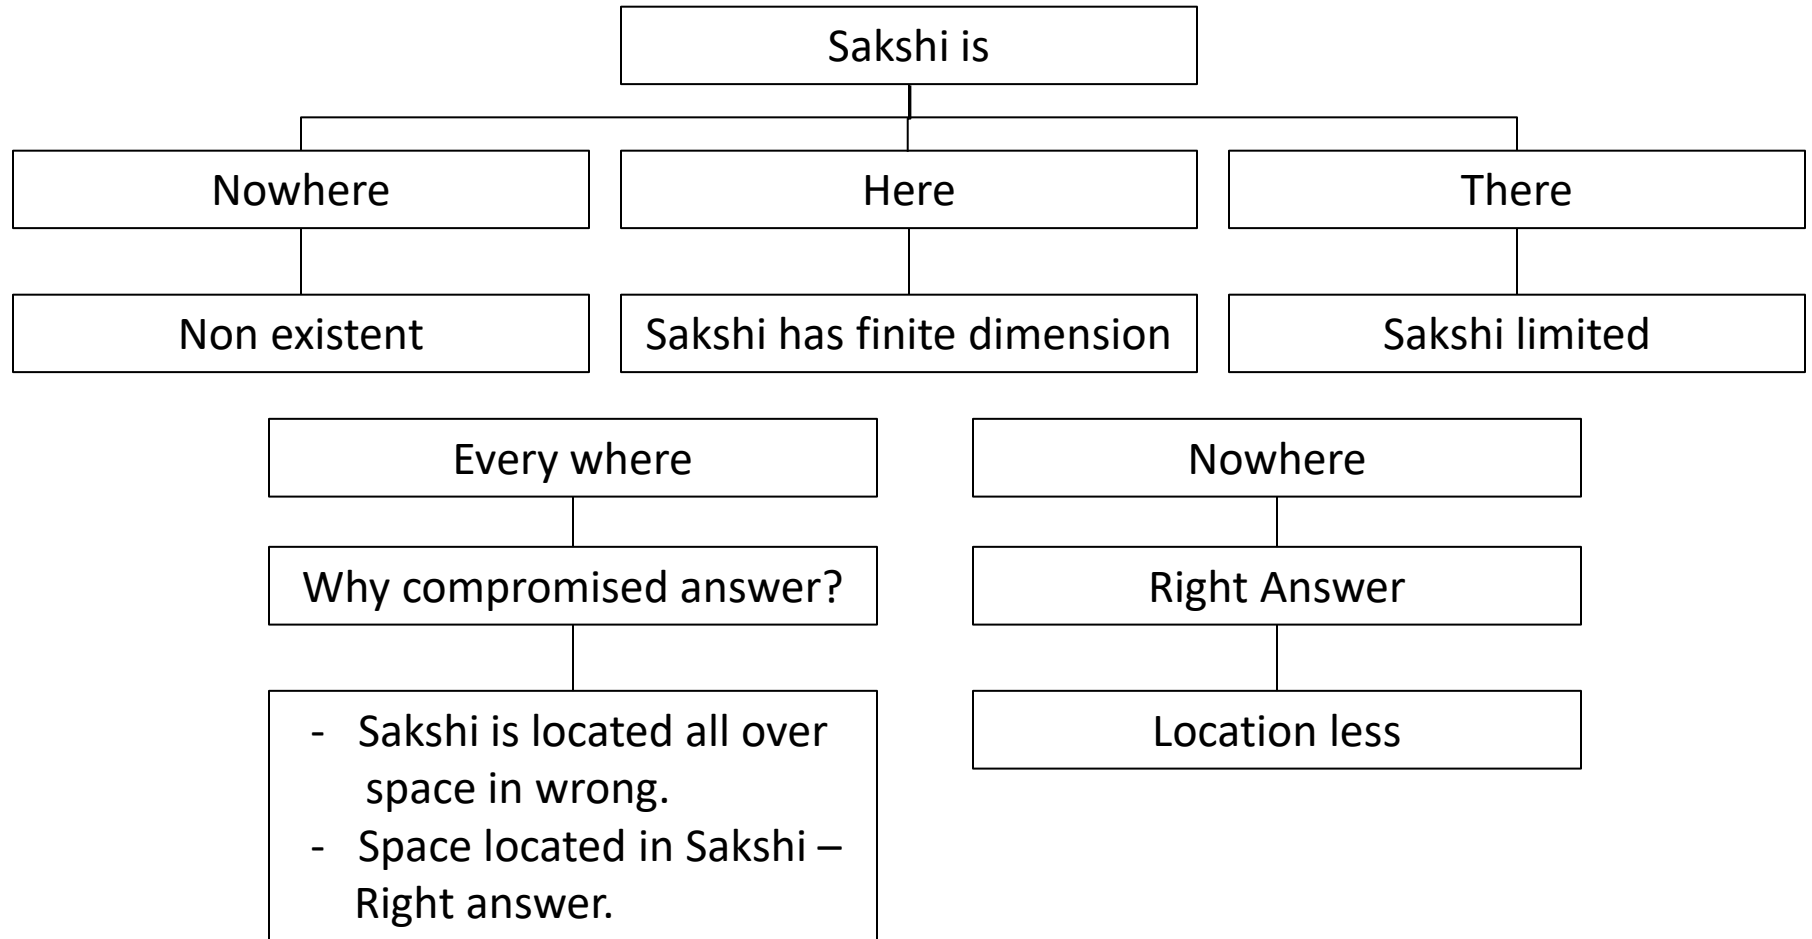 Sakshi is
Nowhere
Here
There
Non existent
Sakshi has finite dimension
Sakshi limited
Every where
Nowhere
Why compromised answer?
Right Answer
- Sakshi is located all over
space in wrong.
- Space located in Sakshi –
Right answer.
Location less